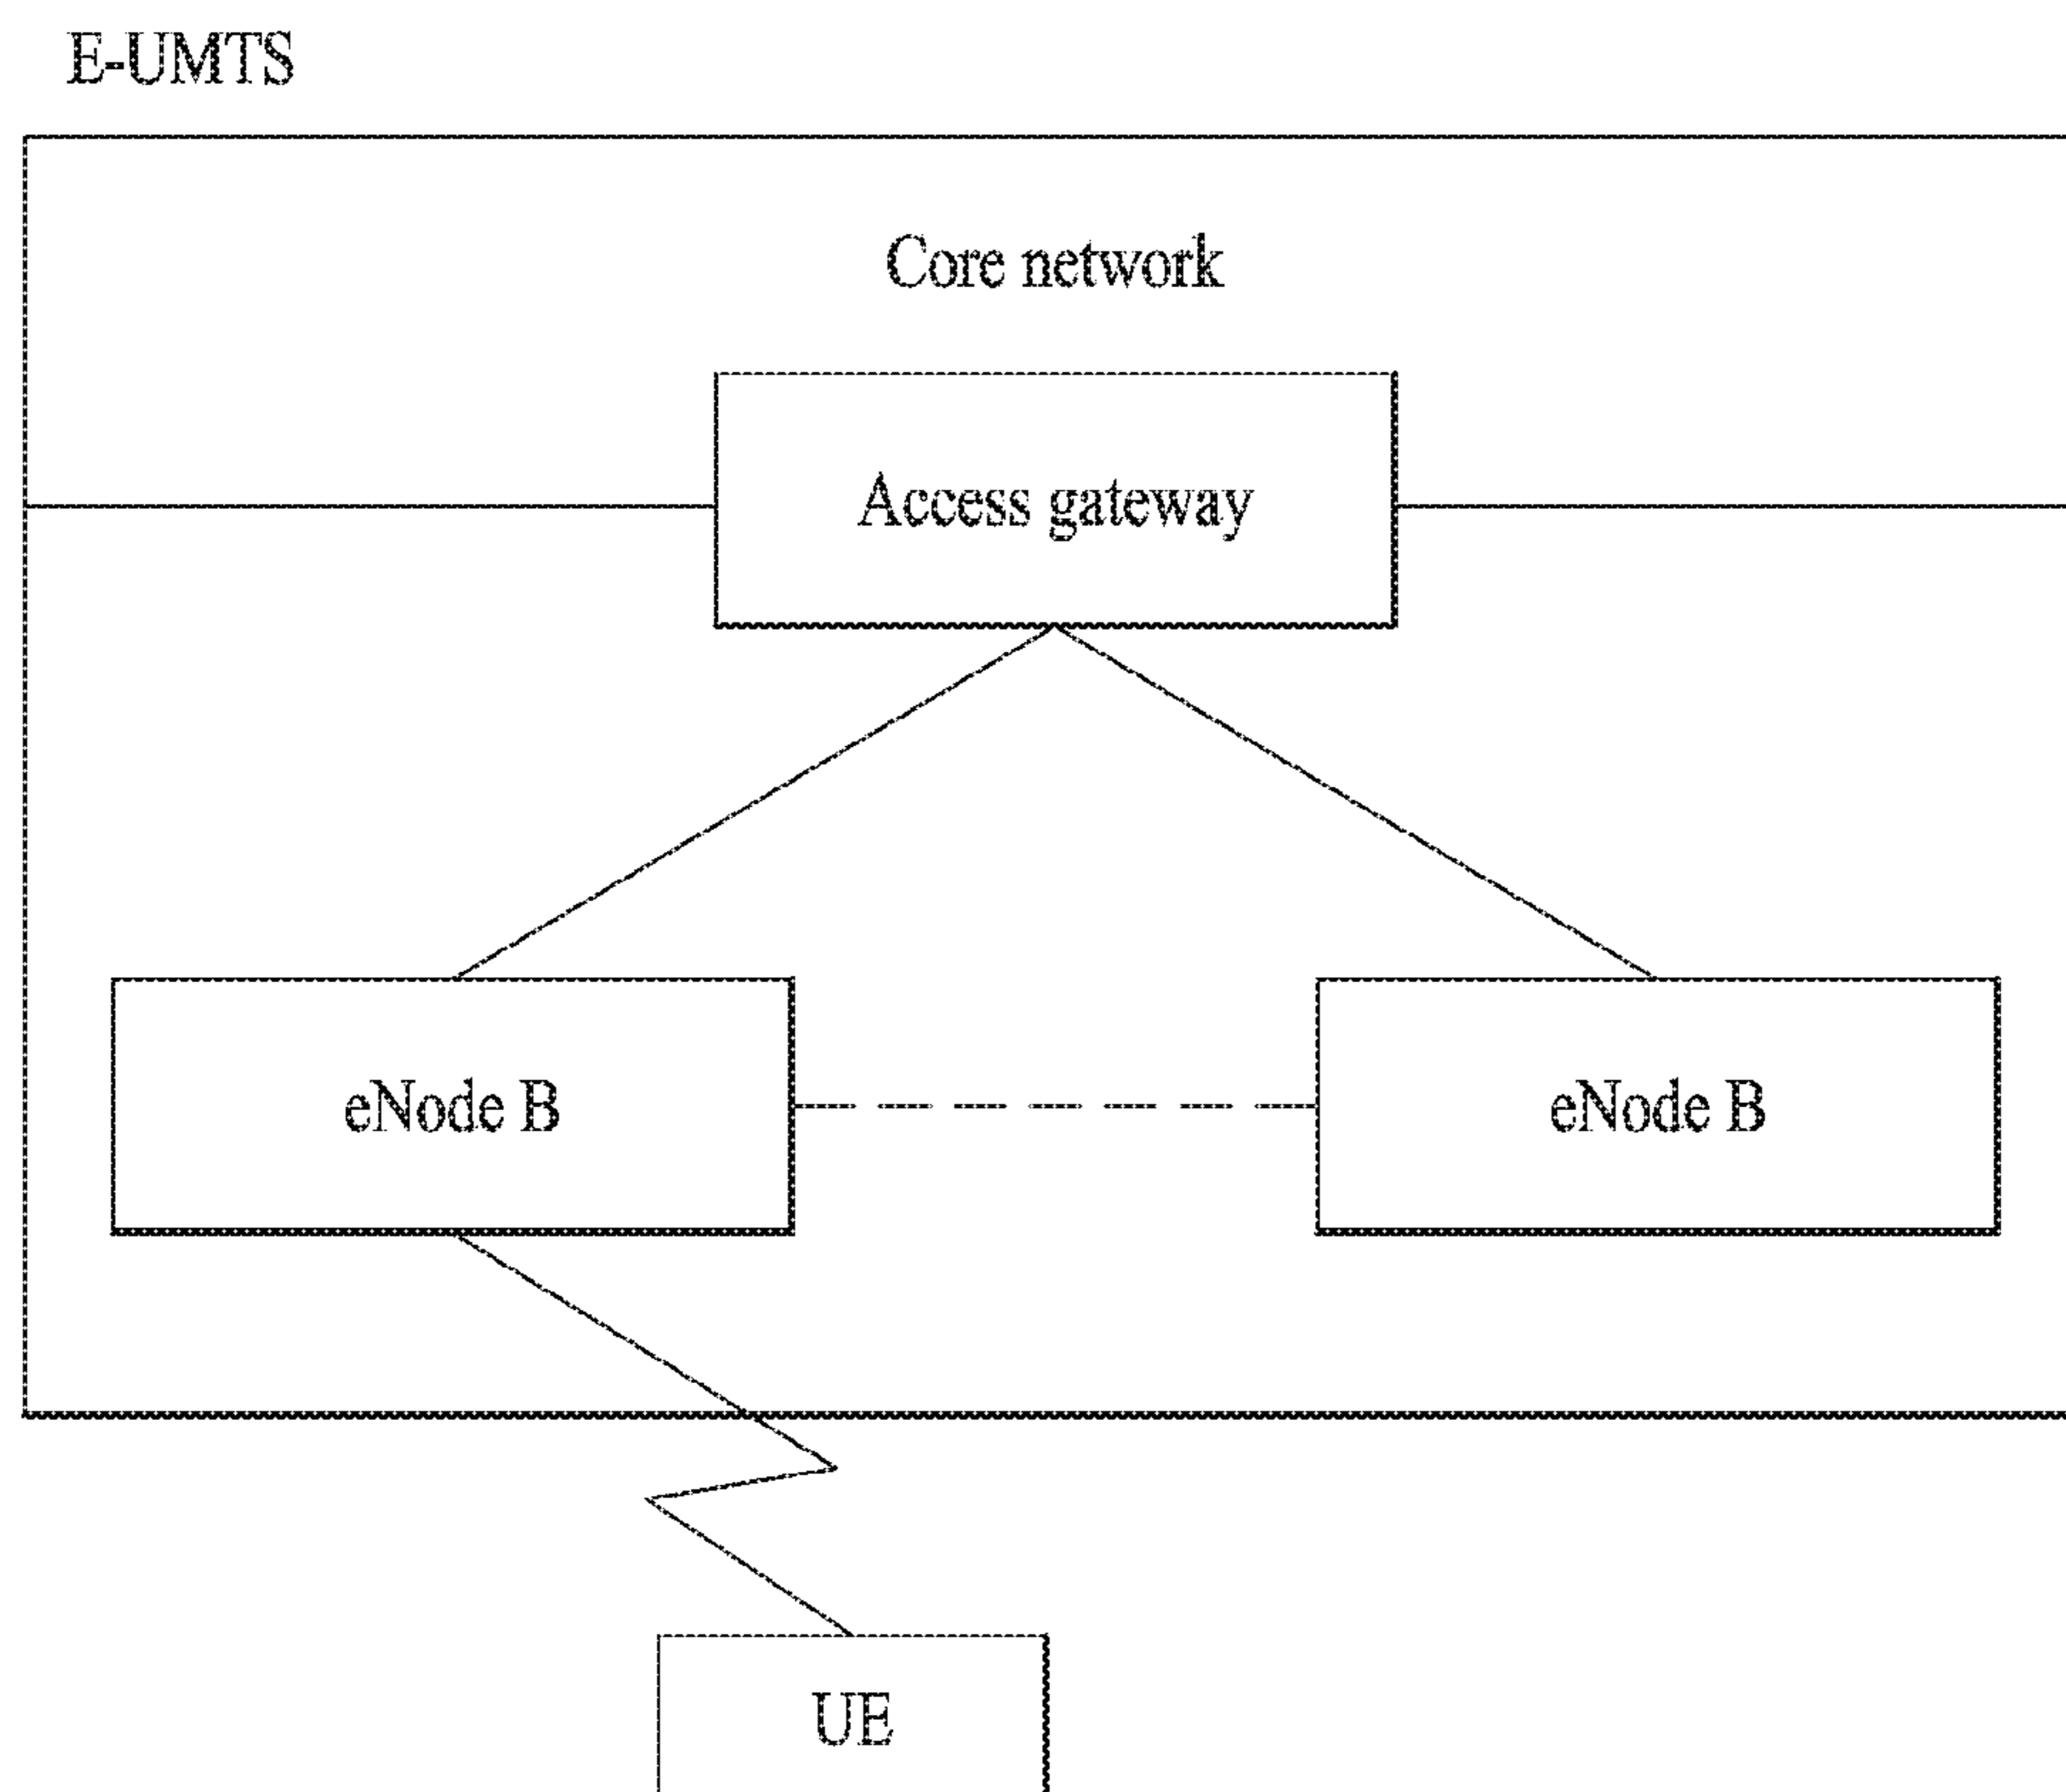 E-UMTS
Core network
Access gateway
eNode B
eNode B
UE